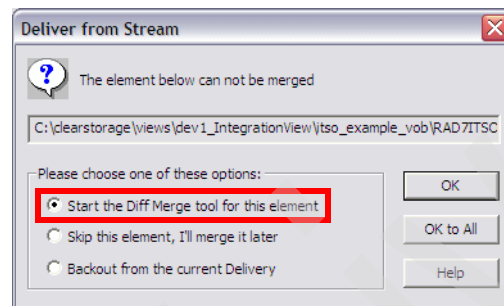 Deliver from Stream
The element below can not be merged
C:\clearstorage\views\dev1_IntegrationView\itso_example_vob\RAD7ITSO
Please choose one of these options:
Start the Diff Merge tool for this element
Skip this element, I'll merge it later
Backout from the current Delivery
OK
OK to All
Help